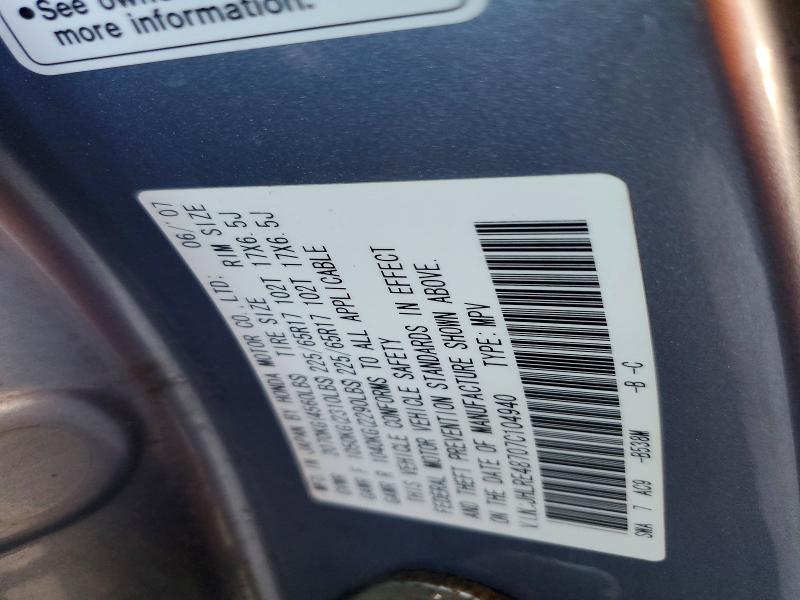 •See own
more information.
MFD IN JAPAN BY HONDA MOTOR CO., LTD; 06/'07
GVWR 2070KG(4560LBS TIRE SIZE RIM SIZE
GAWR F 1050KG(2310LBS 225/65R17 102T 17X6.5J
GAWR R 1040KG(2290LBS 225/65R17 102T 17X6.5J
THIS VEHICLE CONFORMS TO ALL APPLICABLE
FEDERAL MOTOR VEHICLE SAFETY
AND THEFT PREVENTION STANDARDS IN EFFECT
ON THE DATE OF MANUFACTURE SHOWN ABOVE.
V.I.N.:JHLRE48707C104940 TYPE: MPV
SWA 7 AC9 -B538M -B -C